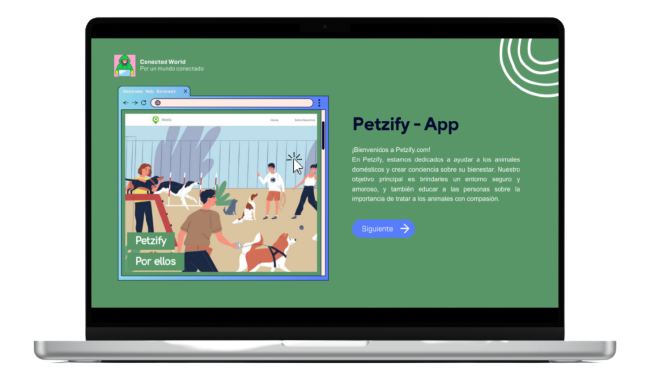 Conected World
Por un mundo conectado
Petzify
Petzify
Por ellos
Petzify - App
¡Bienvenidos a Petzify.com!
En Petzify, estamos dedicados a ayudar a los animales
domésticos y crear conciencia sobre su bienestar. Nuestro
objetivo principal es brindarles un entorno seguro y
amoroso, y también educar a las personas sobre la
importancia de tratar a los animales con compasión.
Siguiente